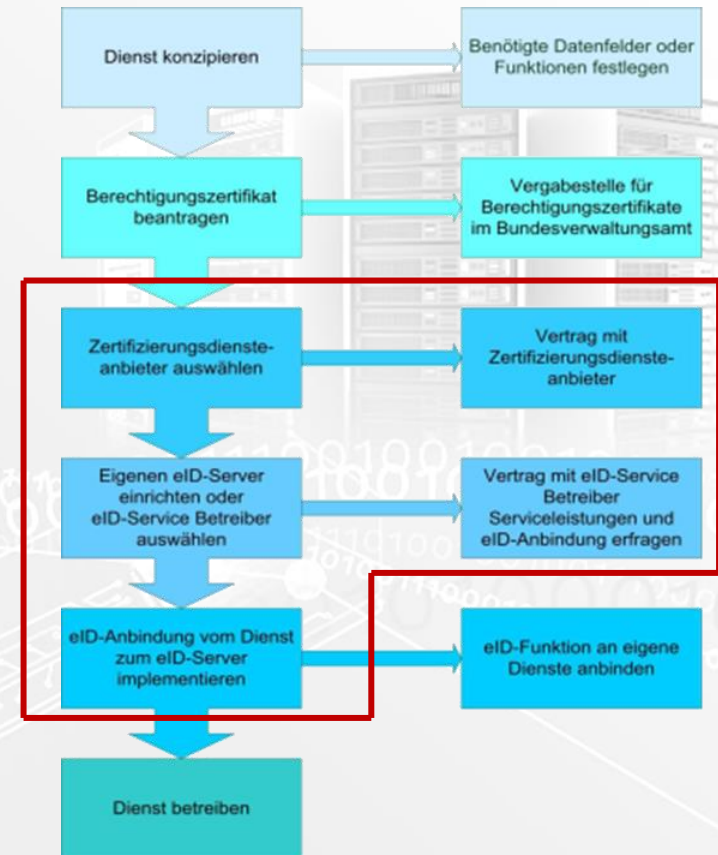 Dienst konzipieren
Benötigte Datenfelder oder
Funktionen festlegen
Berechtigungszertifikat
beantragen
Vergabestelle für
Berechtigungszertifikate
im Bundesverwaltungsamt
Zertifizierungsdienste-
anbieter auswählen
Vertrag mit
Zertifizierungsdienste-
anbieter
Eigenen eID-Server
einrichten oder
eID-Service Betreiber
auswählen
Vertrag mit eID-Service
Betreiber
Serviceleistungen und
eID-Anbindung erfragen
eID-Anbindung vom Dienst
zum eID-Server
implementieren
eID-Funktion an eigene
Dienste anbinden
Dienst betreiben